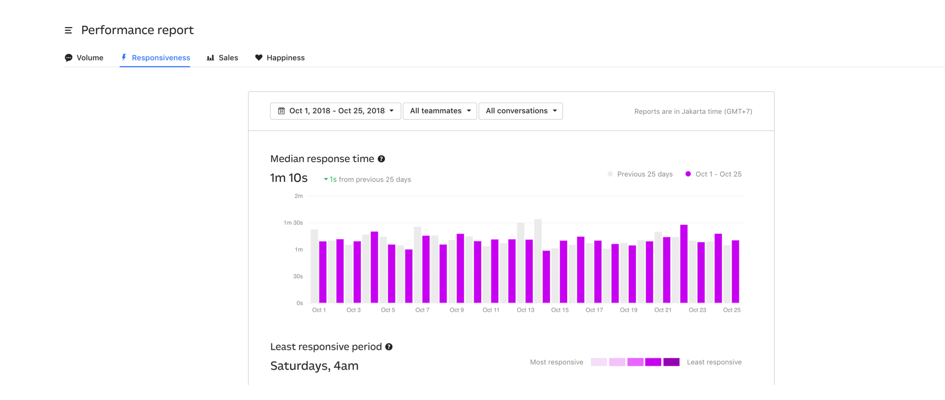 Performance report
Volume
Responsiveness
Sales
Happiness
Oct 1, 2018 - Oct 25, 2018
All teammates
All conversations
Reports are in Jakarta time (GMT+7)
Median response time ?
1m 10s
1s from previous 25 days
Previous 25 days
Oct 1 - Oct 25
2m
1m 30s
1m
30s
0s
Oct 1 Oct 3 Oct 5 Oct 7 Oct 9 Oct 11 Oct 13 Oct 15 Oct 17 Oct 19 Oct 21 Oct 23 Oct 25
Least responsive period ?
Saturdays, 4am
Most responsive
Least responsive